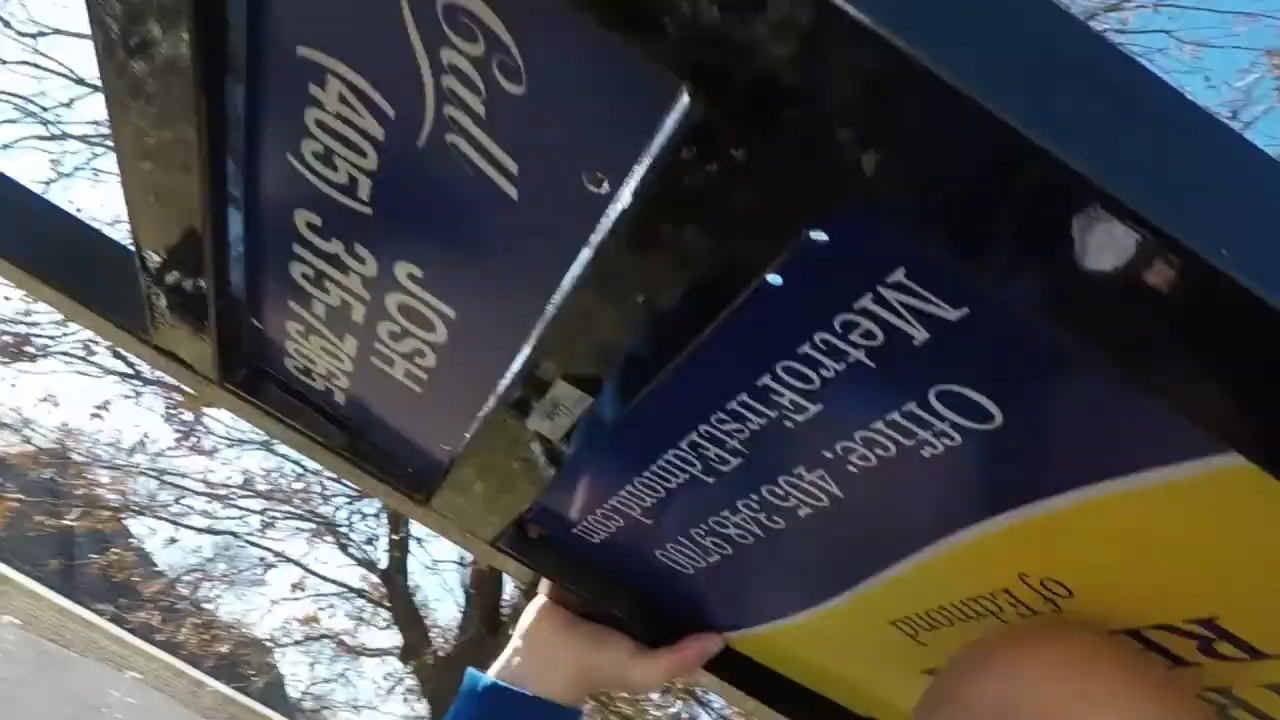 of Edmond
Office: 405.348.9700
MetroFirstEdmond.com
Call
JOSH
(405) 315-7965